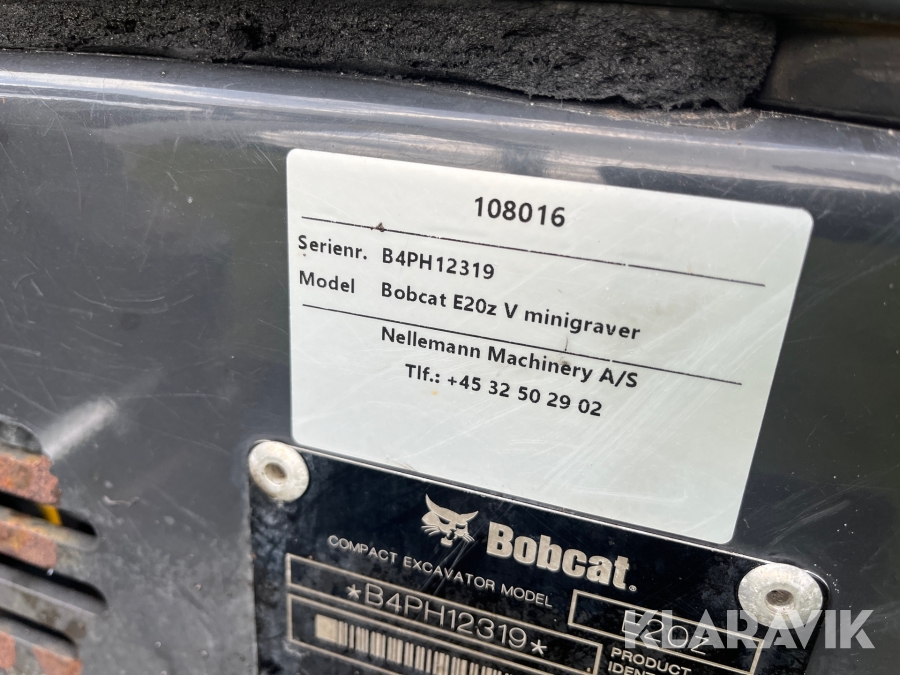 108016
Serienr. B4PH12319
Model Bobcat E20z V minigraver
Nellemann Machinery A/S
Tlf.: +45 32 50 29 02
Bobcat
COMPACT EXCAVATOR MODEL E20z
*B4PH12319*
PRODUCT
KLARAVIK